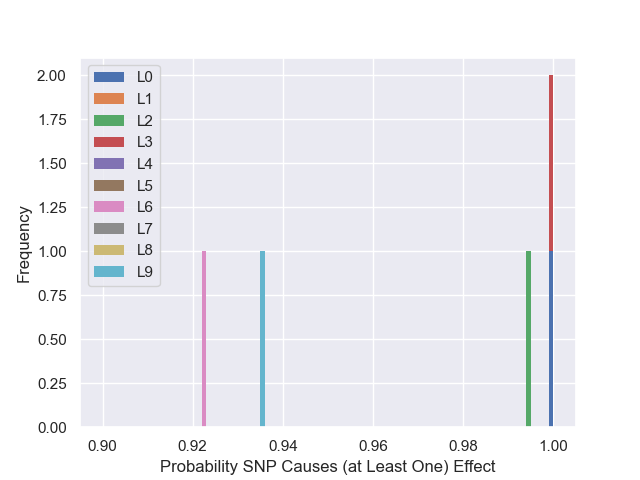 2.00
1.75
1.50
1.25
1.00
0.75
0.50
0.25
0.00
Frequency
L0
L1
L2
L3
L4
L5
L6
L7
L8
L9
0.90 0.92 0.94 0.96 0.98 1.00
Probability SNP Causes (at Least One) Effect